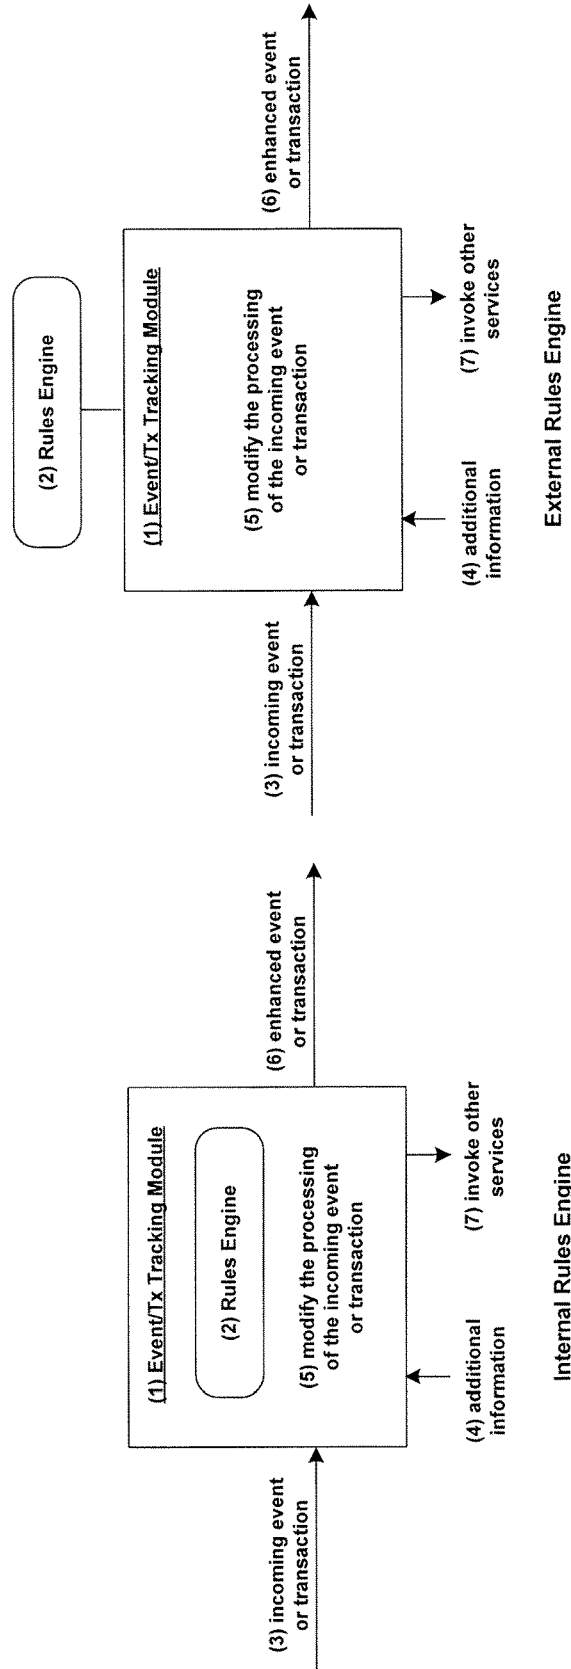 (3) incoming event
or transaction
(1) Event/Tx Tracking Module
(2) Rules Engine
(5) modify the processing
of the incoming event
or transaction
(4) additional
information
(7) invoke other
services
(6) enhanced event
or transaction
Internal Rules Engine
(3) incoming event
or transaction
(2) Rules Engine
(1) Event/Tx Tracking Module
(5) modify the processing
of the incoming event
or transaction
(4) additional
information
(7) invoke other
services
(6) enhanced event
or transaction
External Rules Engine